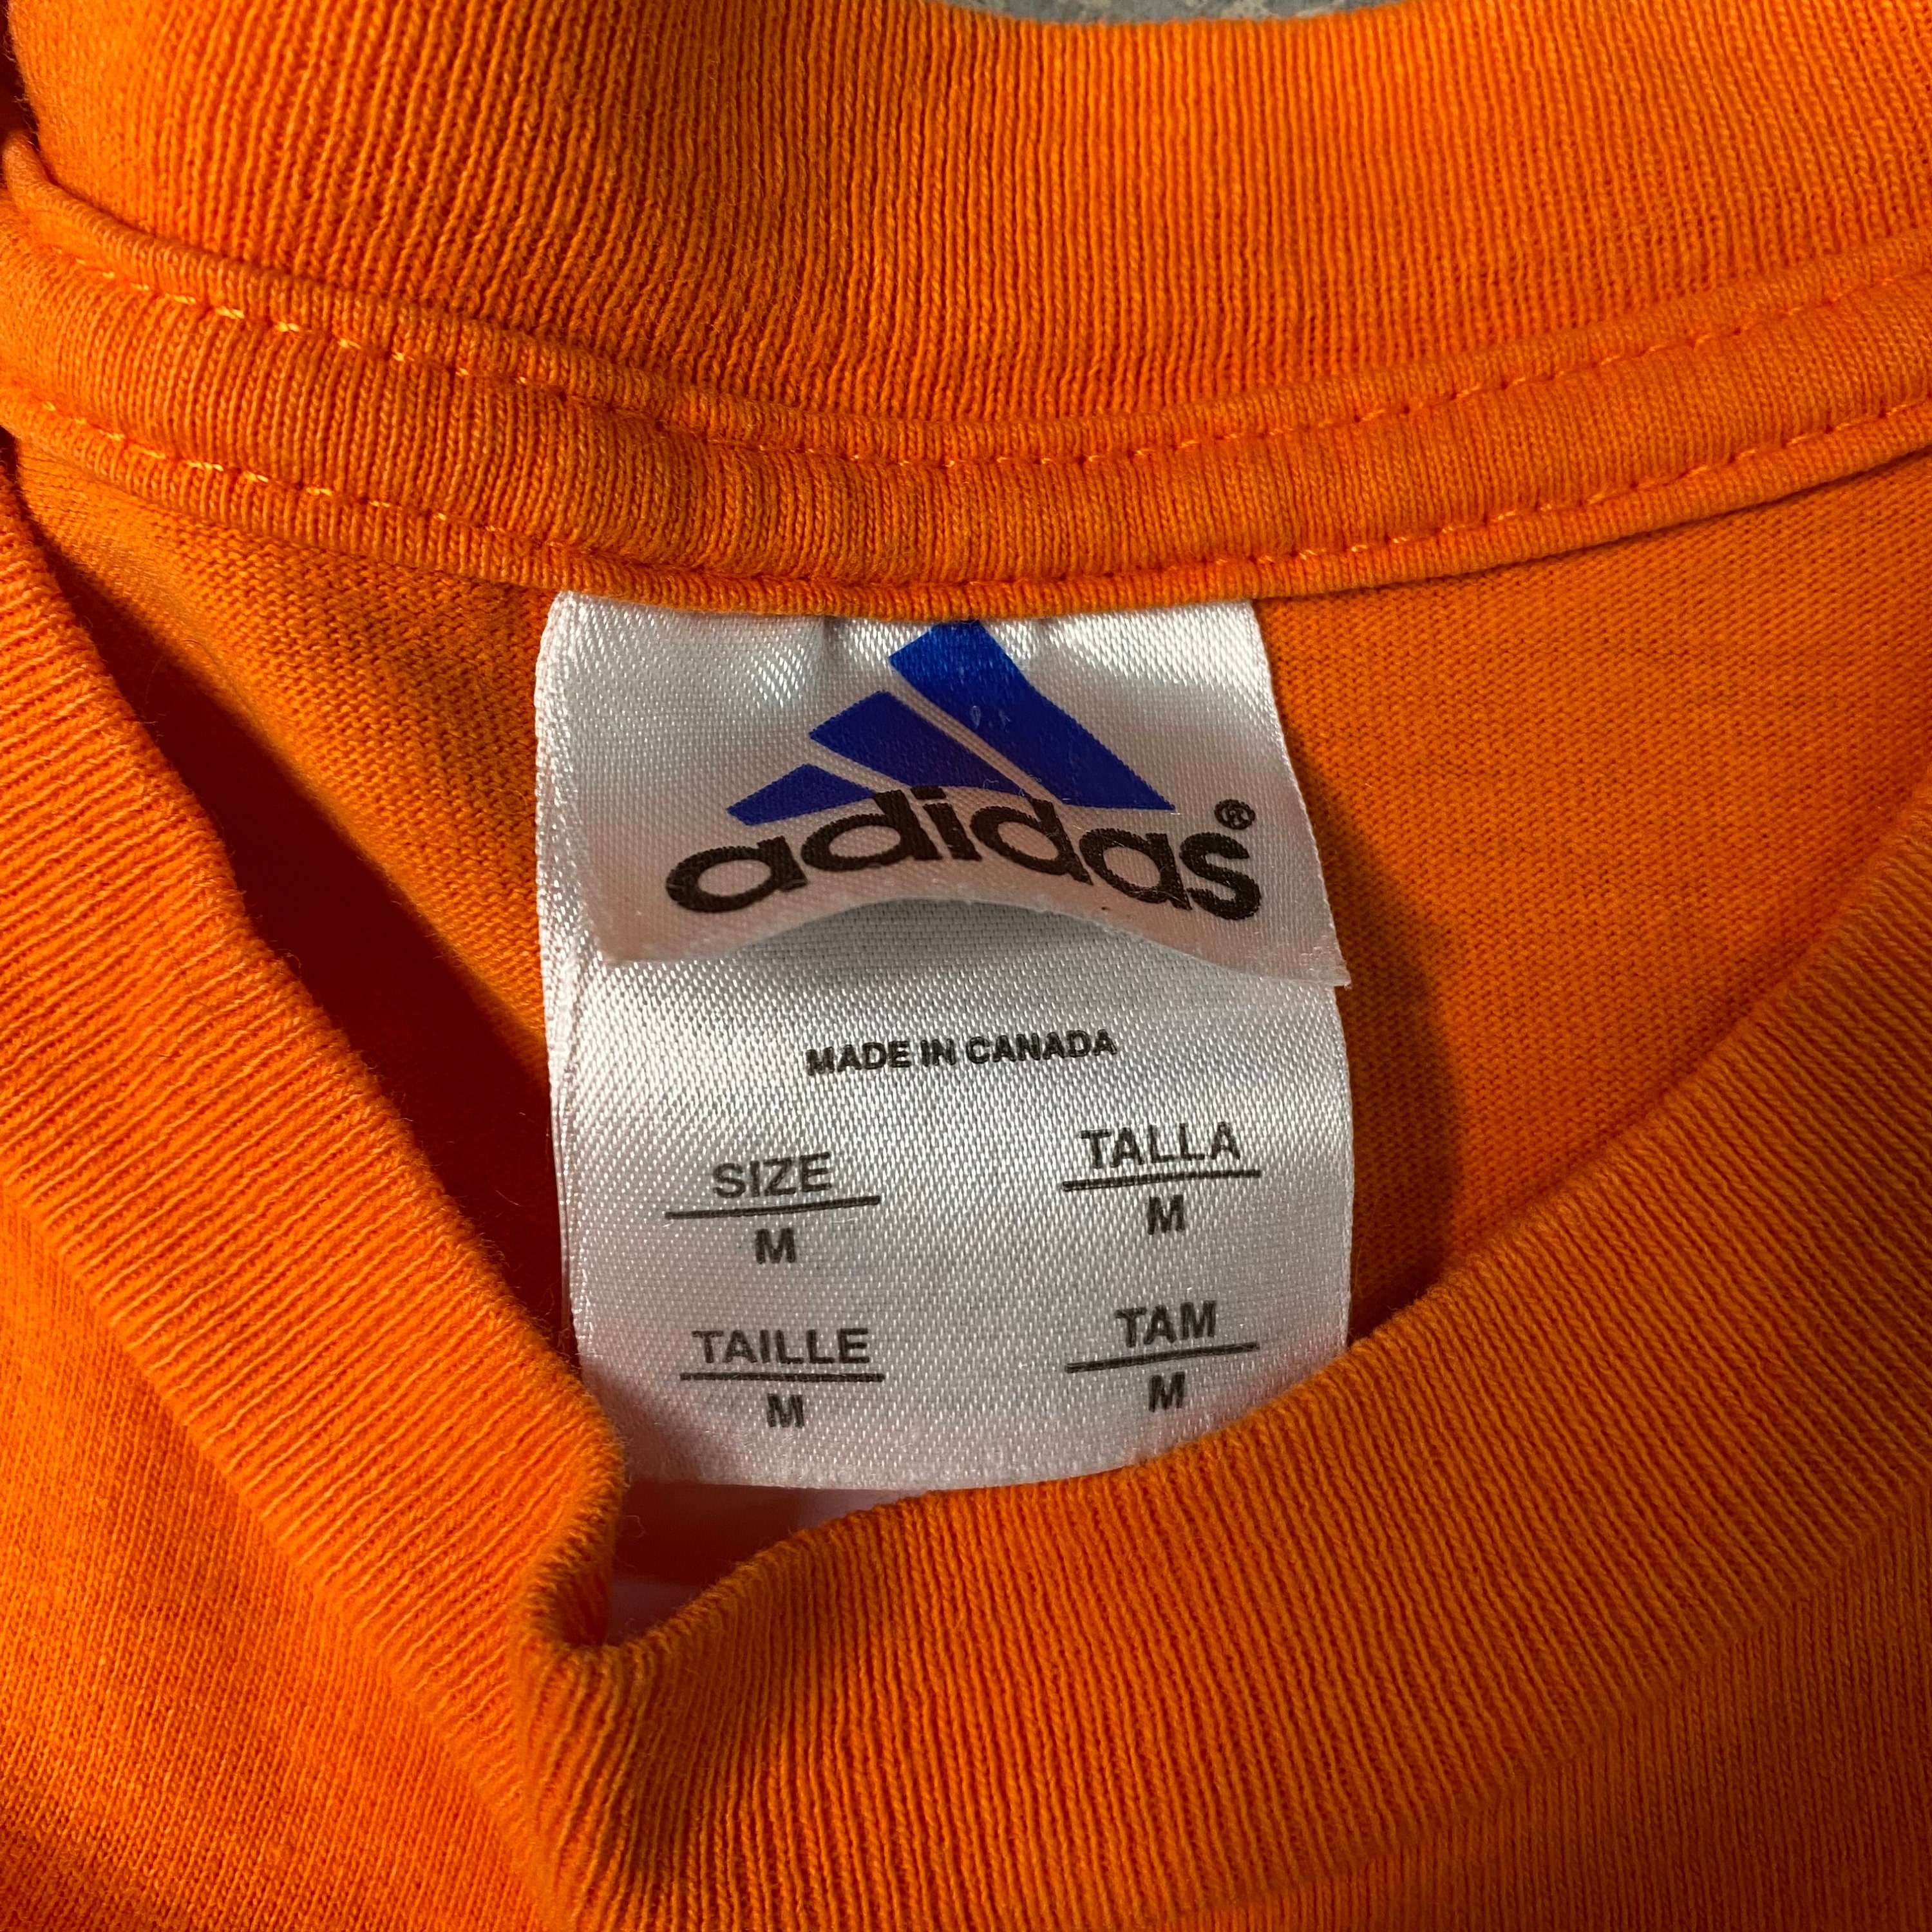 adidas®
MADE IN CANADA
SIZE TALLA
M M
TAILLE TAM
M M